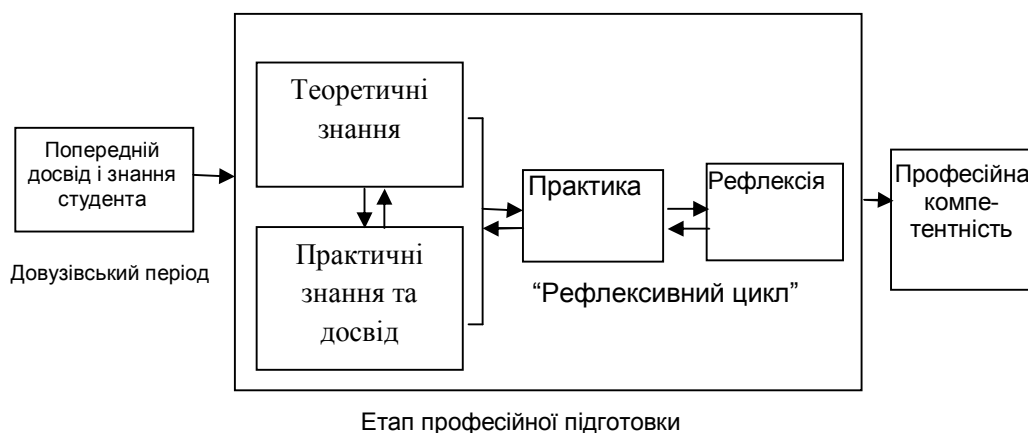 Попередній
досвід і знання
студента
Довузівський період
Теоретичні
знання
Практичні
знання та
досвід
Практика
Рефлексія
“Рефлексивний цикл”
Професійна
компе-
тентність
Етап професійної підготовки